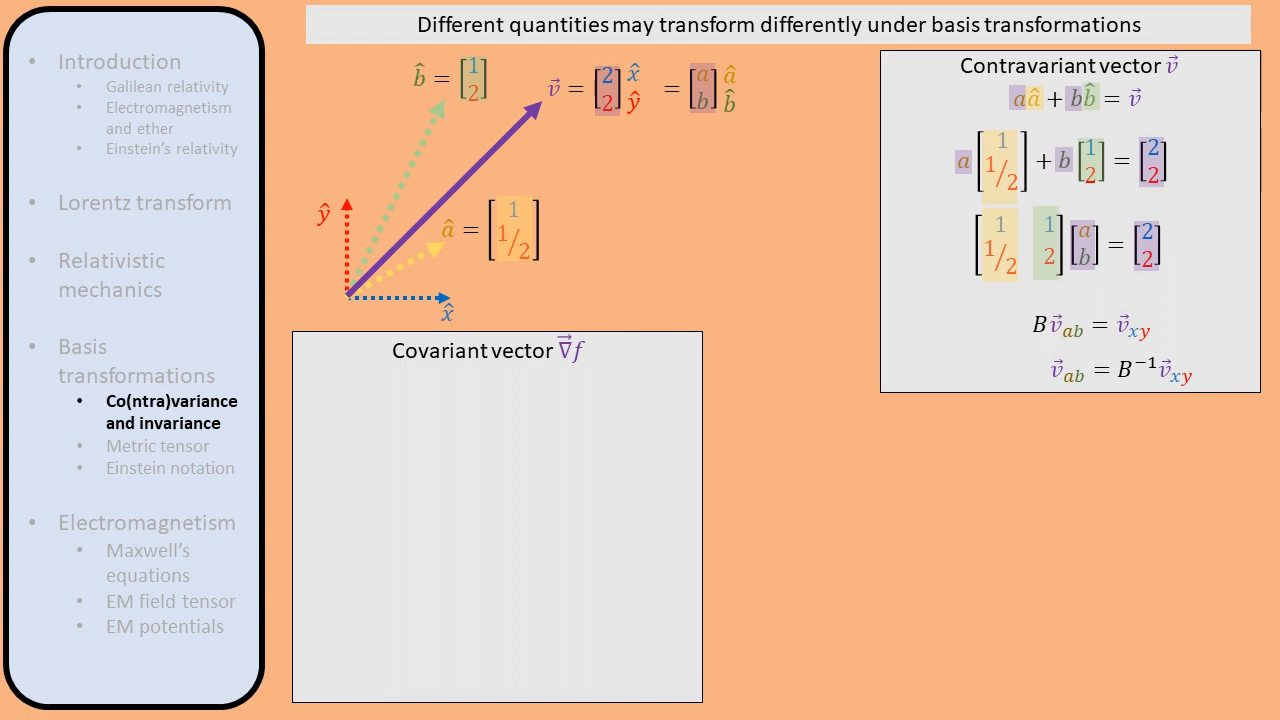 Different quantities may transform differently under basis transformations
• Introduction
• Galilean relativity
• Electromagnetism
and ether
• Einstein's relativity
• Lorentz transform
• Relativistic
mechanics
• Basis
transformations
• Co(ntra)variance
and invariance
• Metric tensor
• Einstein notation
• Electromagnetism
• Maxwell's
equations
• EM field tensor
• EM potentials
b̂ = [1 2]
v⃗ = [2 2] x̂ ŷ = [a b] â b̂
ŷ
â = [1 1/2]
x̂
Covariant vector ∇⃗f
Contravariant vector v⃗
aâ + bb̂ = v⃗
a [1 1/2] + b [1 2] = [2 2]
[1 1 1/2 2] [a b] = [2 2]
Bv⃗ab = v⃗xy
v⃗ab = B⁻¹v⃗xy